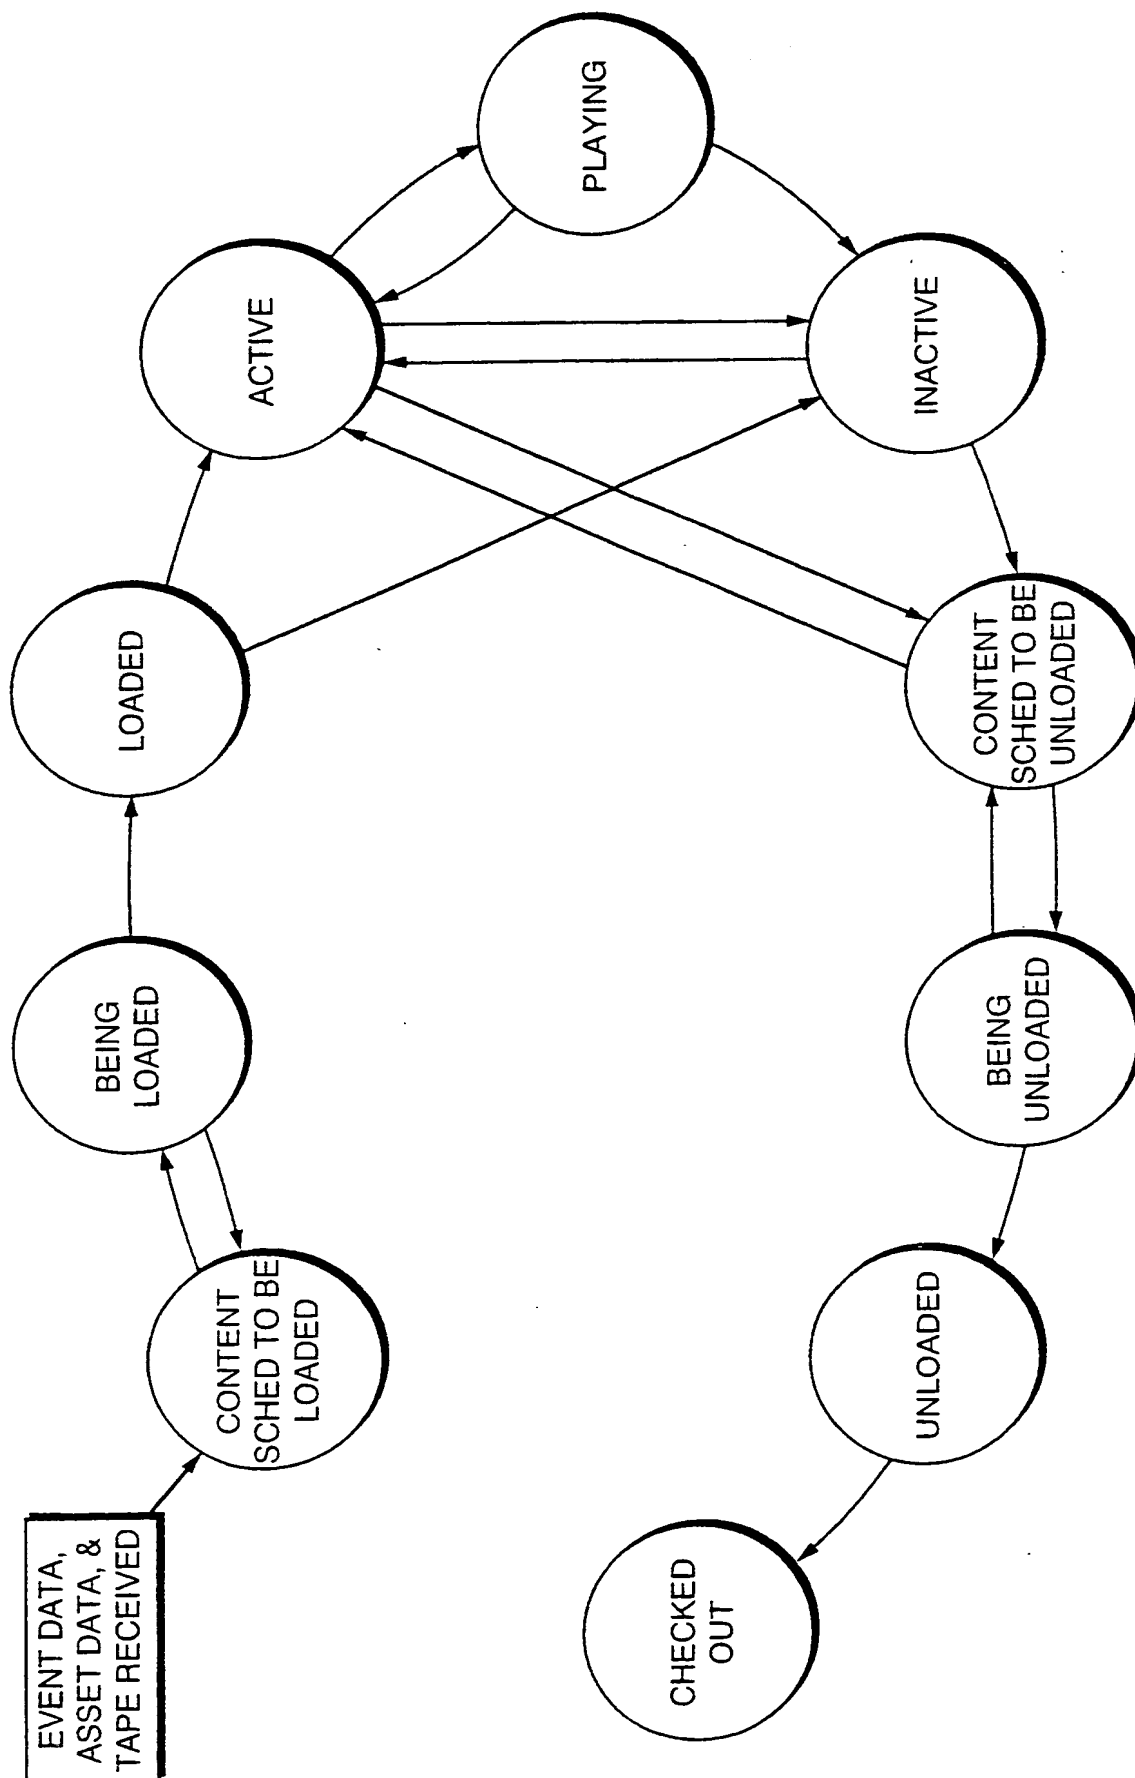 EVENT DATA,
ASSET DATA, &
TAPE RECEIVED
CONTENT
SCHED TO BE
LOADED
BEING
LOADED
LOADED
ACTIVE
PLAYING
INACTIVE
CONTENT
SCHED TO BE
UNLOADED
BEING
UNLOADED
UNLOADED
CHECKED
OUT